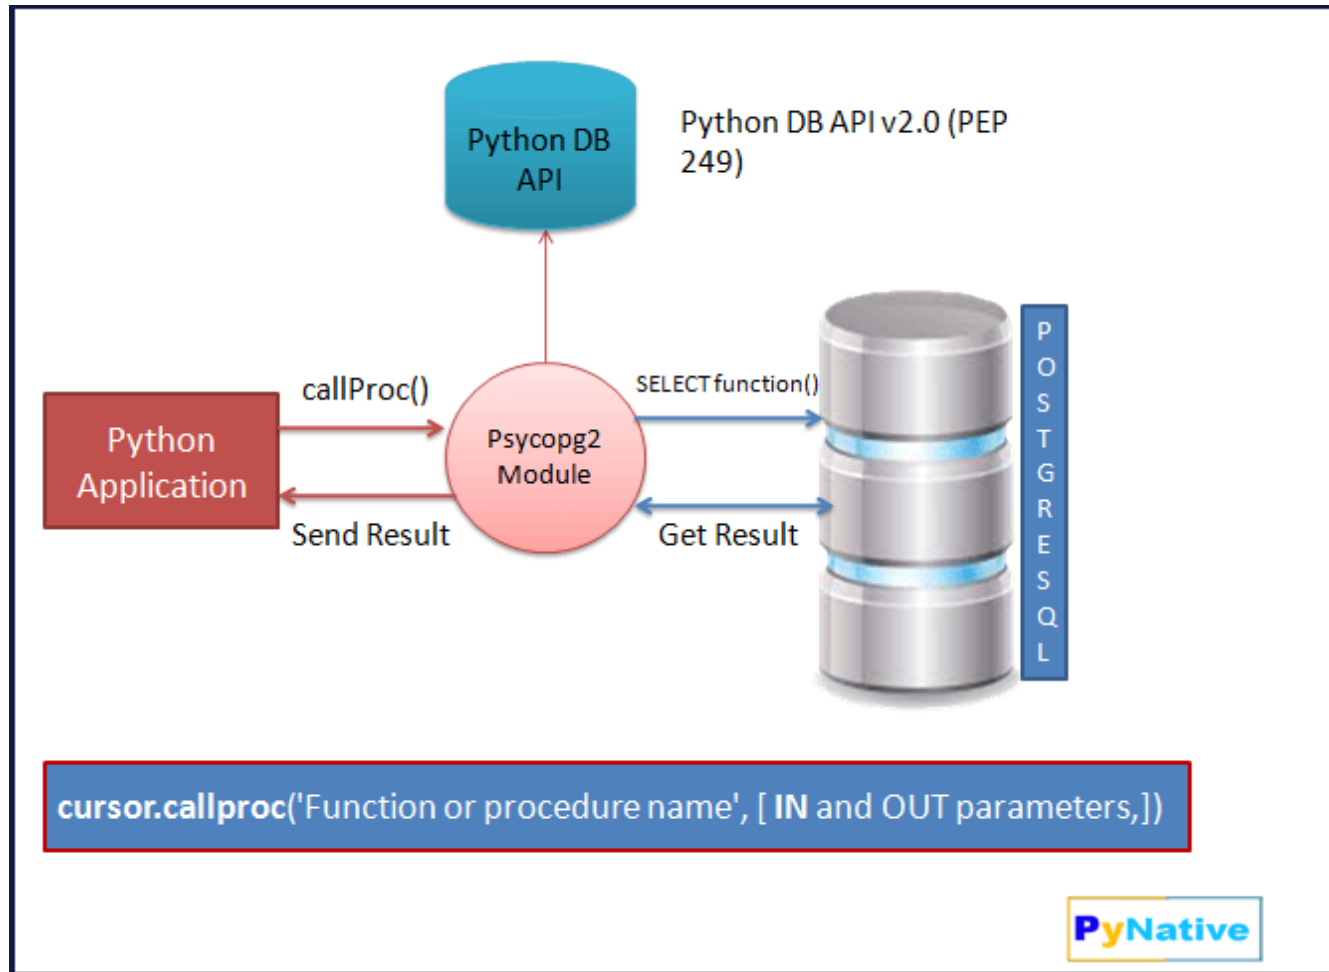 Python DB
API
Python DB API v2.0 (PEP
249)
callProc()
SELECT function()
Python
Application
Psycopg2
Module
Send Result
Get Result
POSTGRESQL
cursor.callproc('Function or procedure name', [ IN and OUT parameters,])
PyNative